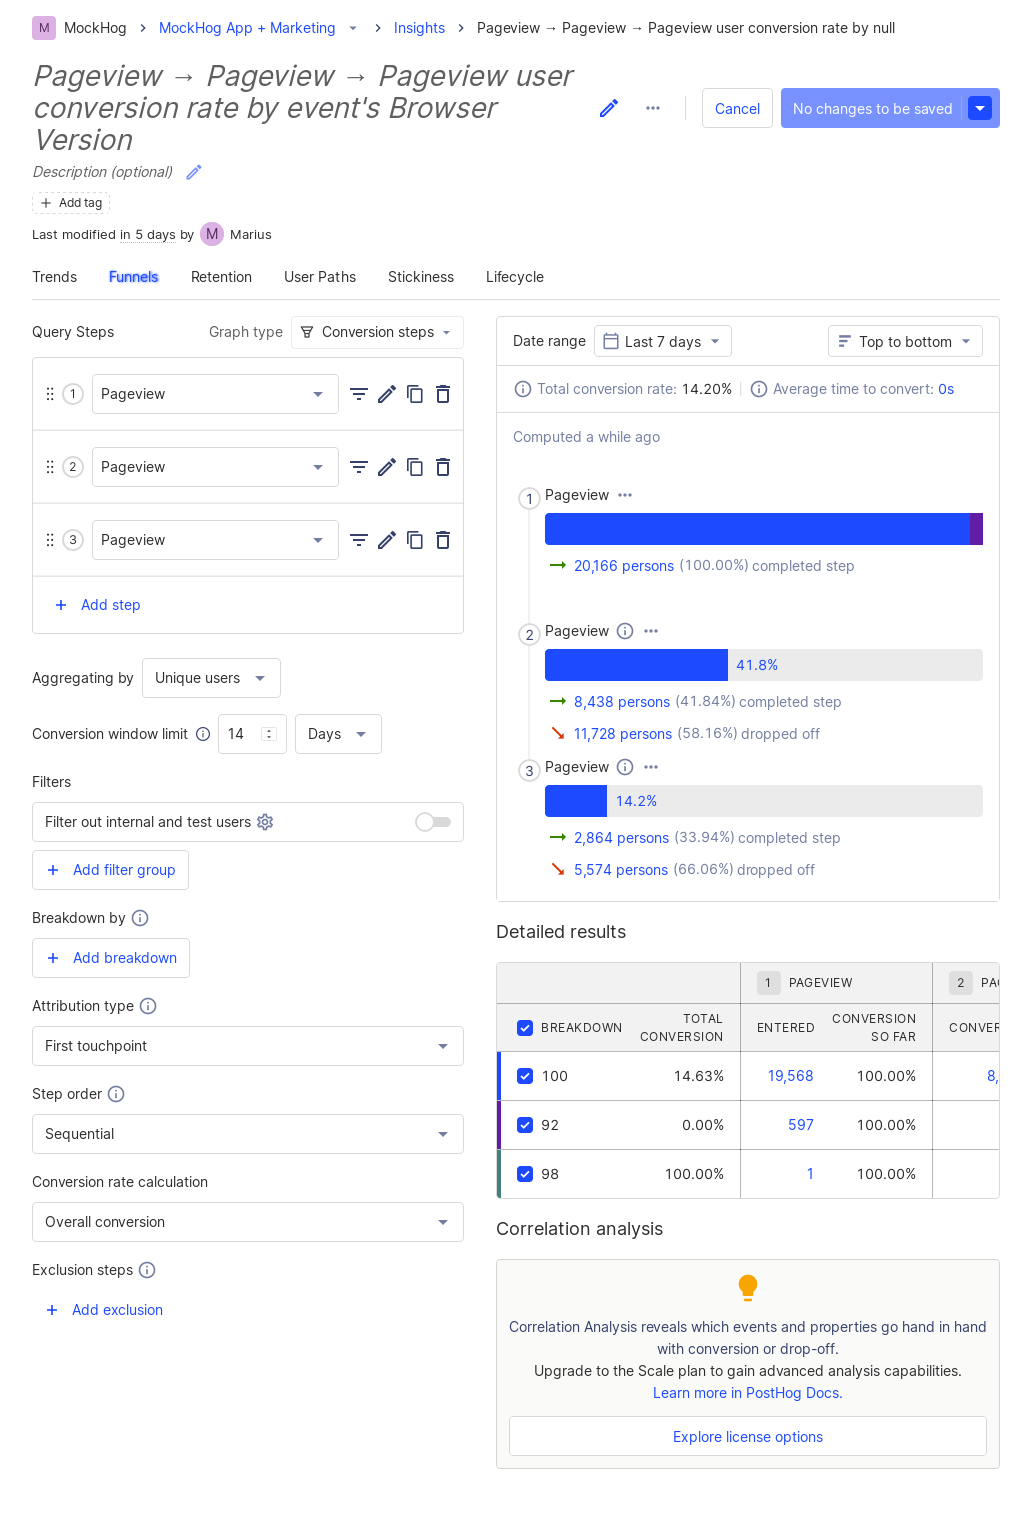 M MockHog > MockHog App + Marketing > Insights > Pageview → Pageview → Pageview user conversion rate by null
Pageview → Pageview → Pageview user
conversion rate by event's Browser
Version
Cancel
No changes to be saved
Description (optional)
Add tag
Last modified in 5 days by M Marius
Trends Funnels Retention User Paths Stickiness Lifecycle
Query Steps Graph type Conversion steps
1 Pageview
2 Pageview
3 Pageview
+ Add step
Aggregating by Unique users
Conversion window limit 14 Days
Filters
Filter out internal and test users
+ Add filter group
Breakdown by
+ Add breakdown
Attribution type
First touchpoint
Step order
Sequential
Conversion rate calculation
Overall conversion
Exclusion steps
+ Add exclusion
Date range Last 7 days Top to bottom
Total conversion rate: 14.20% Average time to convert: 0s
Computed a while ago
1 Pageview
20,166 persons (100.00%) completed step
2 Pageview
41.8%
8,438 persons (41.84%) completed step
11,728 persons (58.16%) dropped off
3 Pageview
14.2%
2,864 persons (33.94%) completed step
5,574 persons (66.06%) dropped off
Detailed results
1 PAGEVIEW 2
BREAKDOWN TOTAL CONVERSION ENTERED CONVERSION SO FAR
100 14.63% 19,568 100.00%
92 0.00% 597 100.00%
98 100.00% 1 100.00%
Correlation analysis
Correlation Analysis reveals which events and properties go hand in hand
with conversion or drop-off.
Upgrade to the Scale plan to gain advanced analysis capabilities.
Learn more in PostHog Docs.
Explore license options